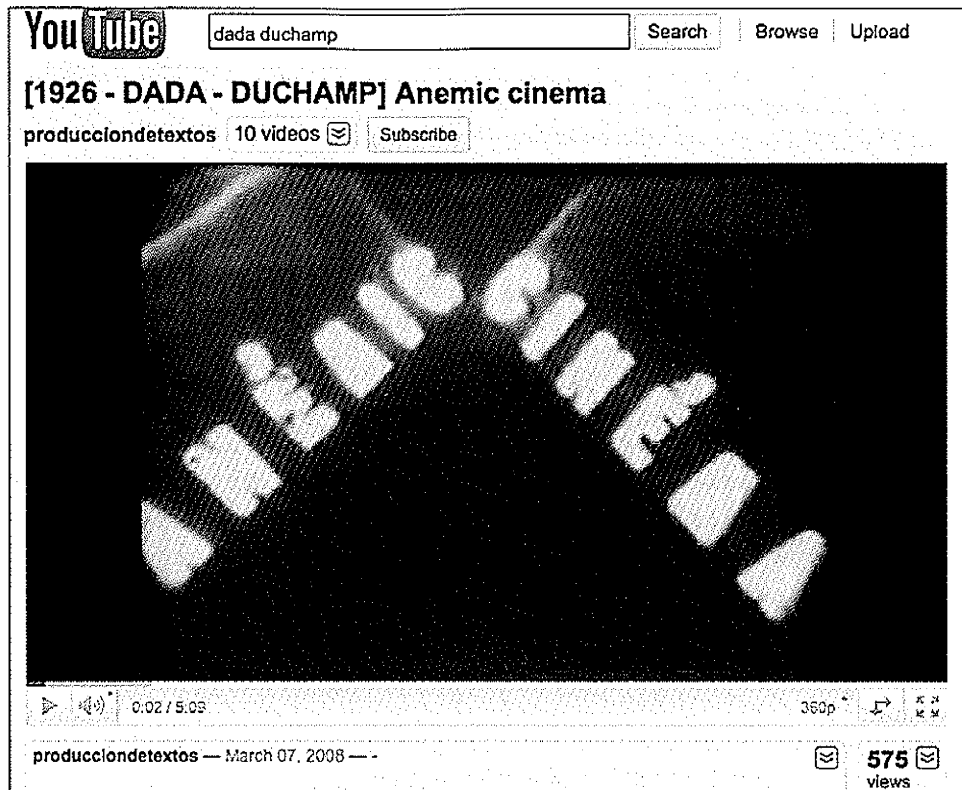 YouTube dada duchamp Search Browse Upload
[1926 - DADA - DUCHAMP] Anemic cinema
producciondetextos 10 videos Subscribe
ANEMIC CINEMA
0:02 / 5:09 360p
producciondetextos — March 07, 2008 — -
575
views